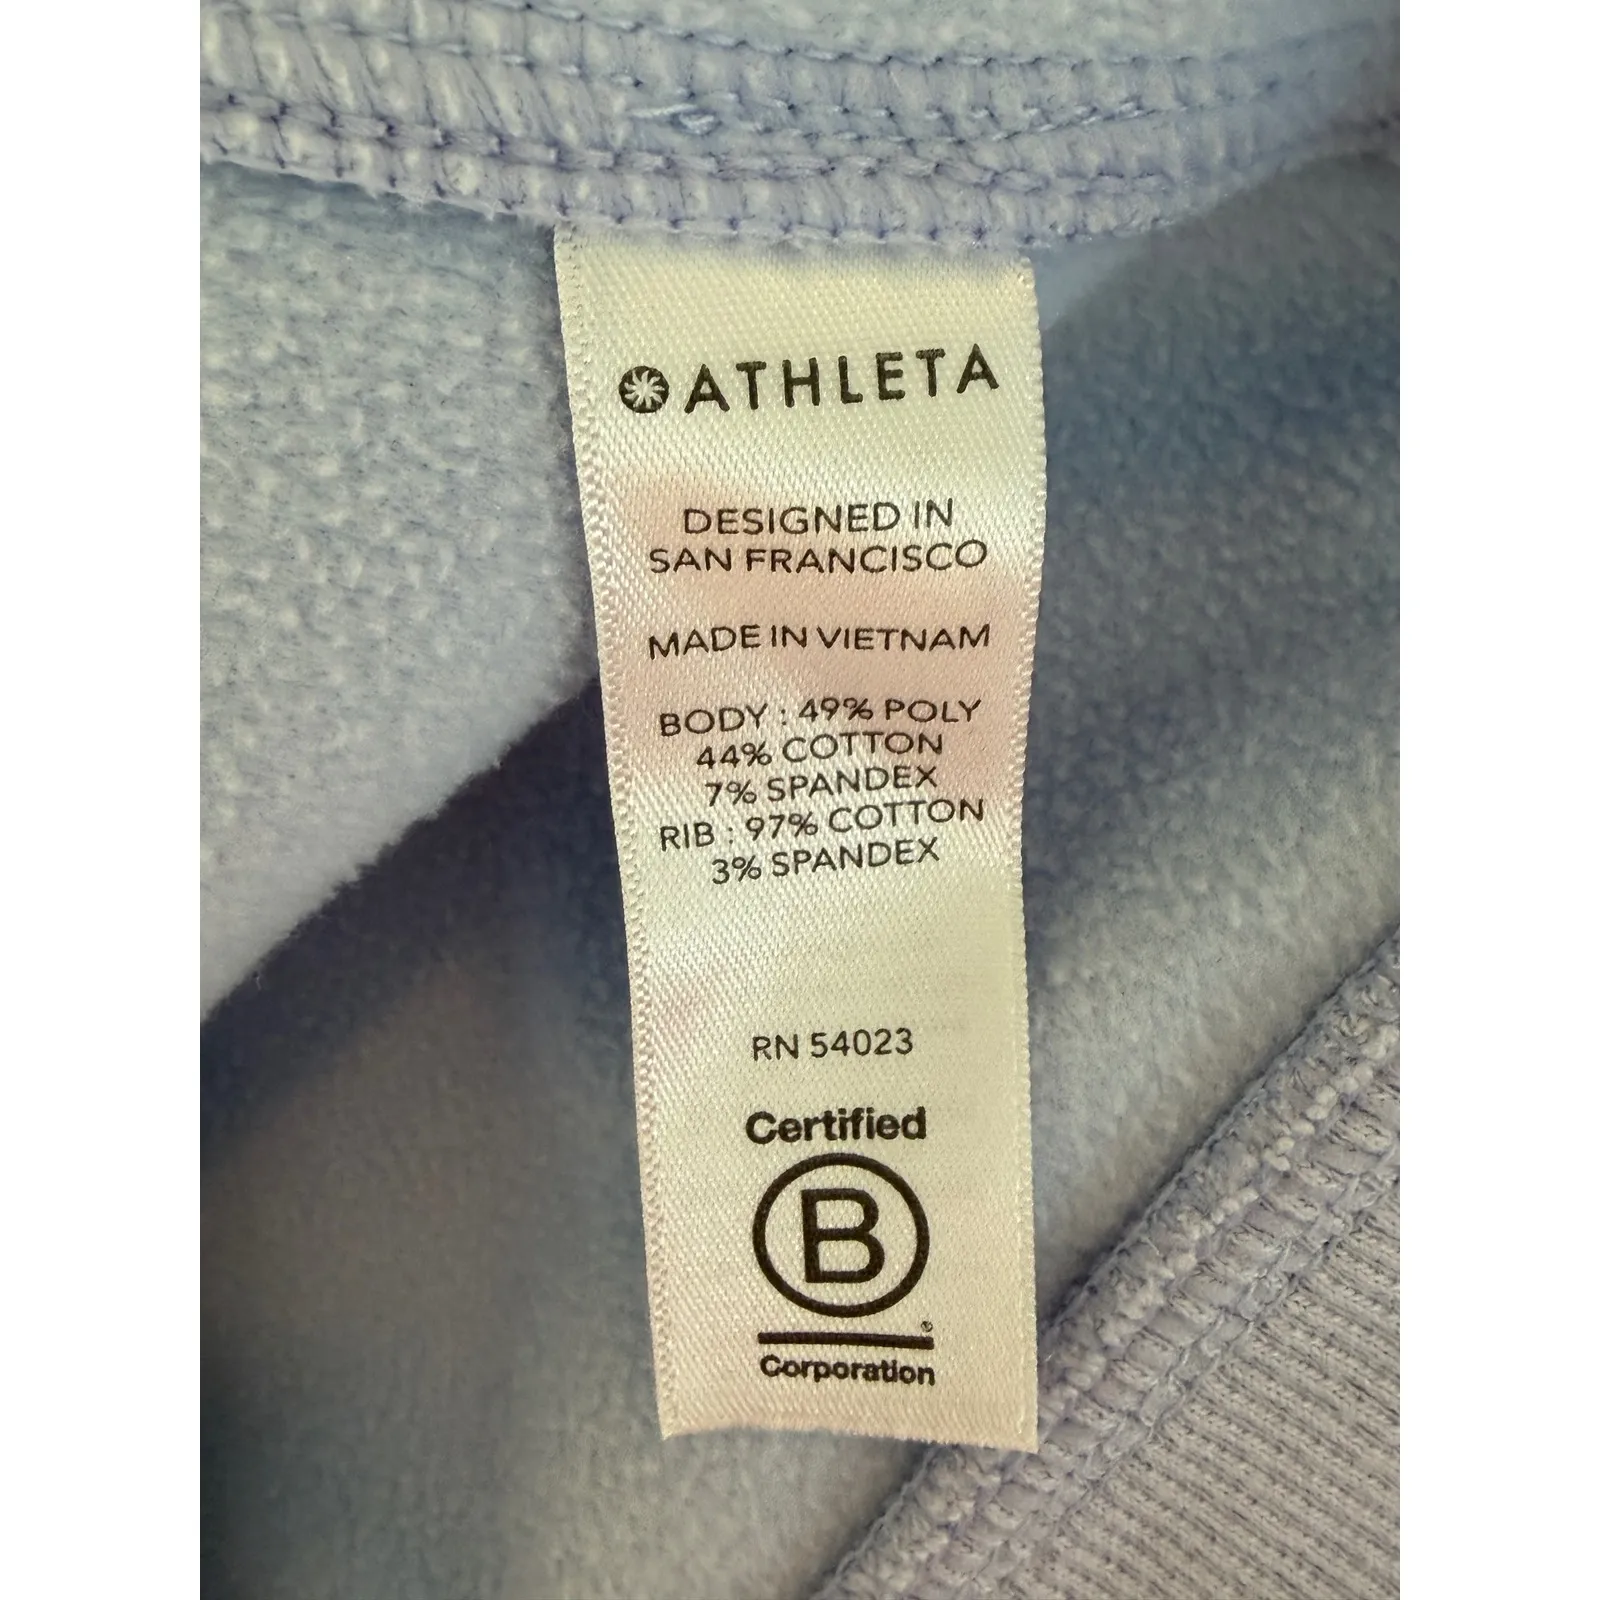 ATHLETA
DESIGNED IN
SAN FRANCISCO
MADE IN VIETNAM
BODY : 49% POLY
44% COTTON
7% SPANDEX
RIB : 97% COTTON
3% SPANDEX
RN 54023
Certified
B
®
Corporation